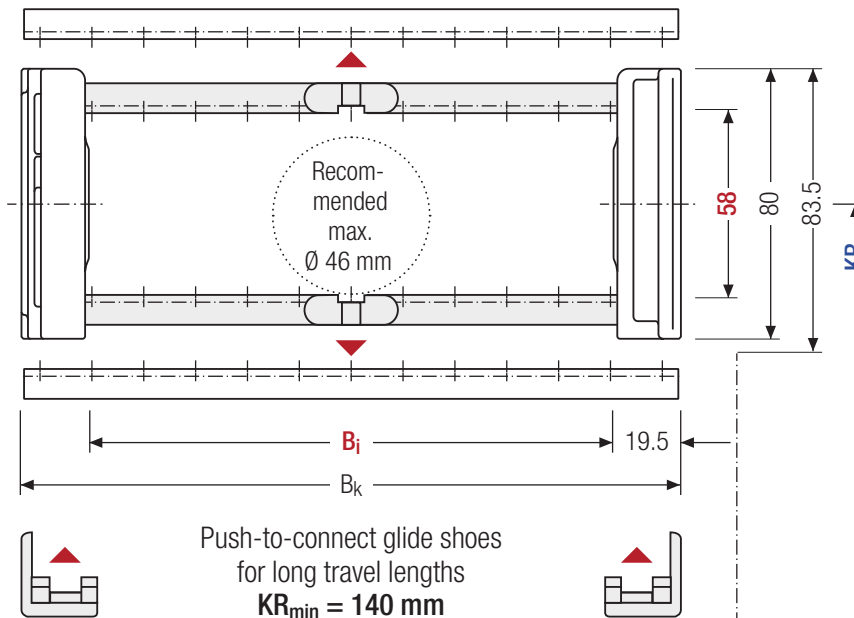 Recom-
mended
max.
Ø 46 mm
58
80
83.5
KR
Bi
19.5
Bk
Push-to-connect glide shoes
for long travel lengths
KRmin = 140 mm